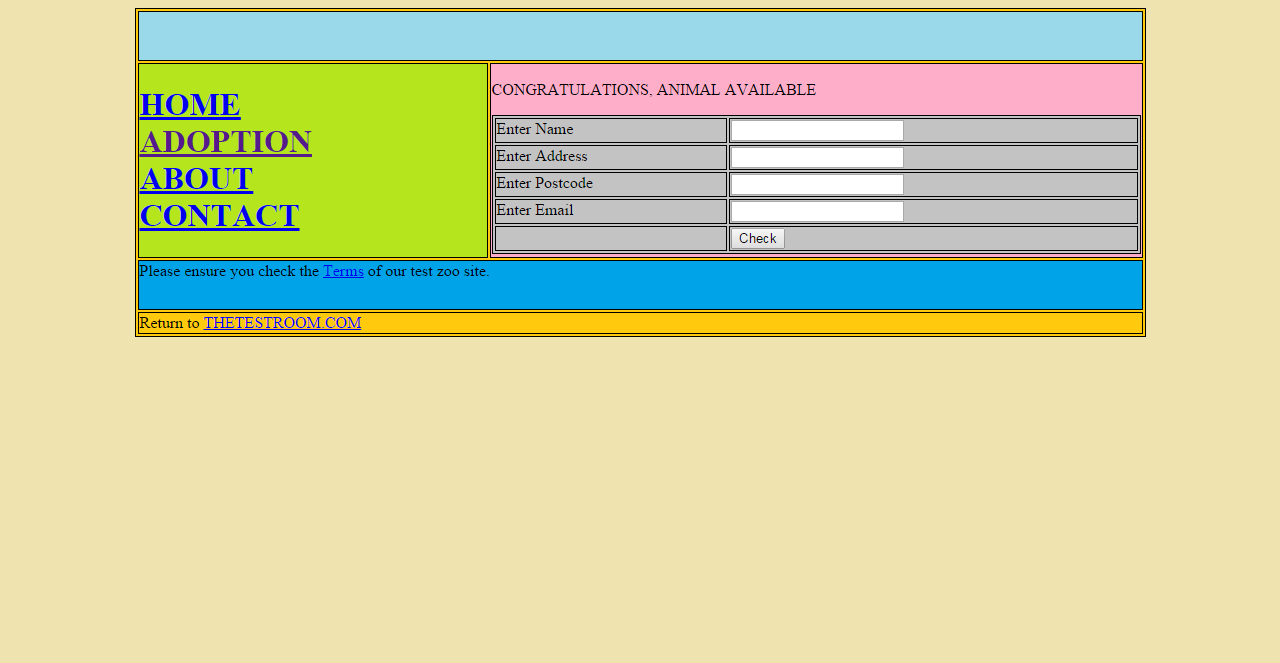 HOME
ADOPTION
ABOUT
CONTACT
CONGRATULATIONS, ANIMAL AVAILABLE
Enter Name
Enter Address
Enter Postcode
Enter Email
Check
Please ensure you check the Terms of our test zoo site.
Return to THETESTROOM.COM